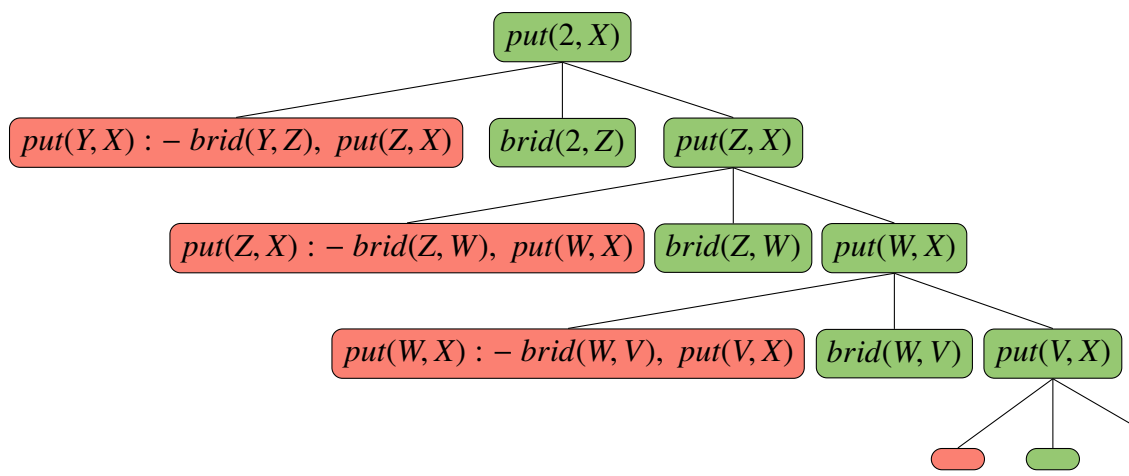 put(2, X)
put(Y, X) :− brid(Y, Z), put(Z, X)
brid(2, Z)
put(Z, X)
put(Z, X) :− brid(Z, W), put(W, X)
brid(Z, W)
put(W, X)
put(W, X) :− brid(W, V), put(V, X)
brid(W, V)
put(V, X)